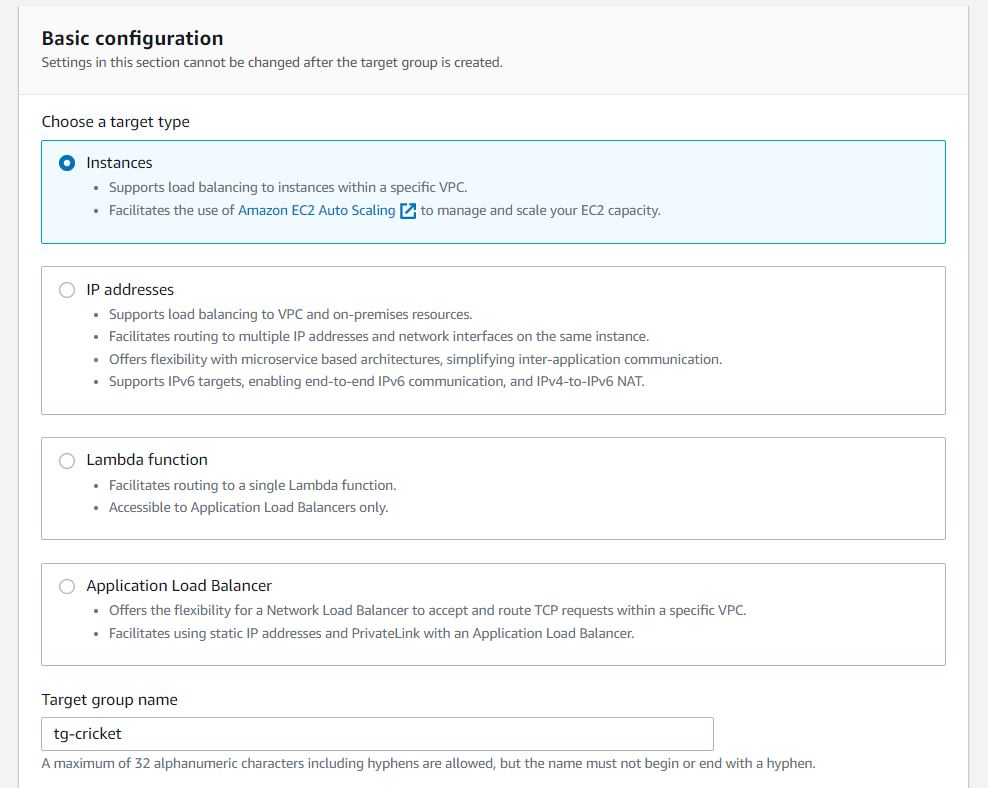 Basic configuration
Settings in this section cannot be changed after the target group is created.
Choose a target type
Instances
Supports load balancing to instances within a specific VPC.
Facilitates the use of Amazon EC2 Auto Scaling to manage and scale your EC2 capacity.
IP addresses
Supports load balancing to VPC and on-premises resources.
Facilitates routing to multiple IP addresses and network interfaces on the same instance.
Offers flexibility with microservice based architectures, simplifying inter-application communication.
Supports IPv6 targets, enabling end-to-end IPv6 communication, and IPv4-to-IPv6 NAT.
Lambda function
Facilitates routing to a single Lambda function.
Accessible to Application Load Balancers only.
Application Load Balancer
Offers the flexibility for a Network Load Balancer to accept and route TCP requests within a specific VPC.
Facilitates using static IP addresses and PrivateLink with an Application Load Balancer.
Target group name
tg-cricket
A maximum of 32 alphanumeric characters including hyphens are allowed, but the name must not begin or end with a hyphen.